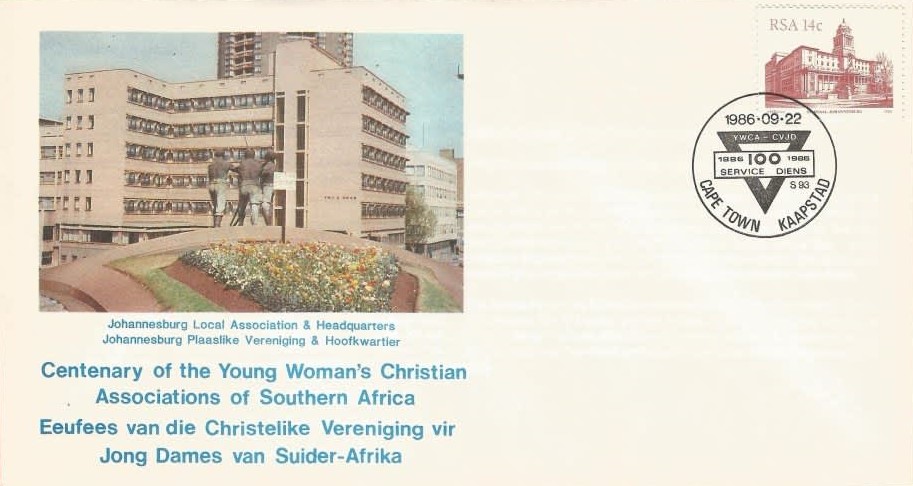 RSA 14c
1986·09·22
YWCA - CVJD
1886 100 1986
SERVICE DIENS
S 93
CAPE TOWN KAAPSTAD
Johannesburg Local Association & Headquarters
Johannesburg Plaaslike Vereniging & Hoofkwartier
Centenary of the Young Woman's Christian
Associations of Southern Africa
Eeufees van die Christelike Vereniging vir
Jong Dames van Suider-Afrika